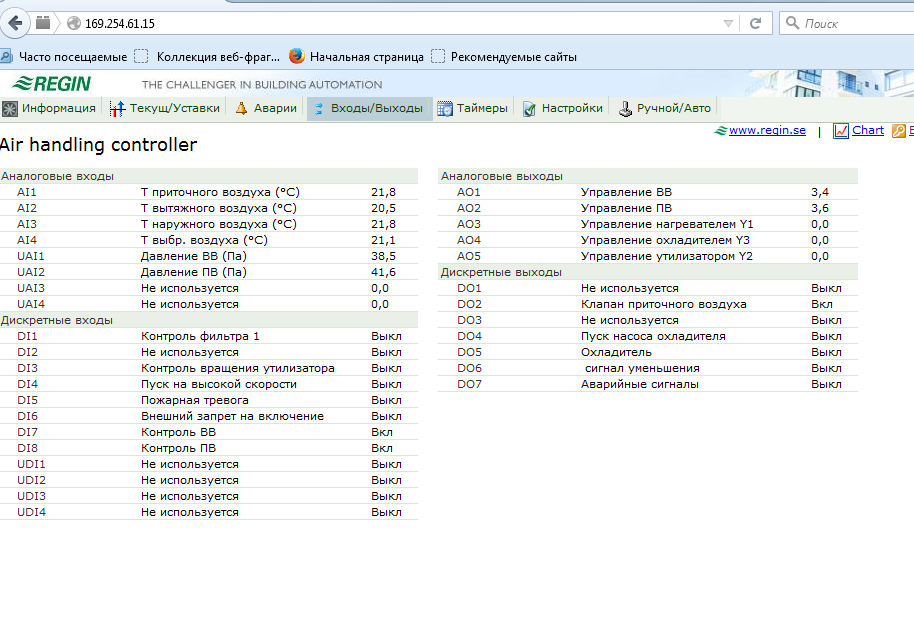 169.254.61.15
Поиск
Часто посещаемые Коллекция веб-фраг... Начальная страница Рекомендуемые сайты
REGIN THE CHALLENGER IN BUILDING AUTOMATION
Информация Текущ/Уставки Аварии Входы/Выходы Таймеры Настройки Ручной/Авто
www.regin.se | Chart
Air handling controller
Аналоговые входы
AI1 Т приточного воздуха (°C) 21,8
AI2 Т вытяжного воздуха (°C) 20,5
AI3 Т наружного воздуха (°C) 21,8
AI4 Т выбр. воздуха (°C) 21,1
UAI1 Давление ВВ (Па) 38,5
UAI2 Давление ПВ (Па) 41,6
UAI3 Не используется 0,0
UAI4 Не используется 0,0
Дискретные входы
DI1 Контроль фильтра 1 Выкл
DI2 Не используется Выкл
DI3 Контроль вращения утилизатора Выкл
DI4 Пуск на высокой скорости Выкл
DI5 Пожарная тревога Выкл
DI6 Внешний запрет на включение Выкл
DI7 Контроль ВВ Вкл
DI8 Контроль ПВ Вкл
UDI1 Не используется Выкл
UDI2 Не используется Выкл
UDI3 Не используется Выкл
UDI4 Не используется Выкл
Аналоговые выходы
AO1 Управление ВВ 3,4
AO2 Управление ПВ 3,6
AO3 Управление нагревателем Y1 0,0
AO4 Управление охладителем Y3 0,0
AO5 Управление утилизатором Y2 0,0
Дискретные выходы
DO1 Не используется Выкл
DO2 Клапан приточного воздуха Вкл
DO3 Не используется Выкл
DO4 Пуск насоса охладителя Выкл
DO5 Охладитель Выкл
DO6 сигнал уменьшения Выкл
DO7 Аварийные сигналы Выкл